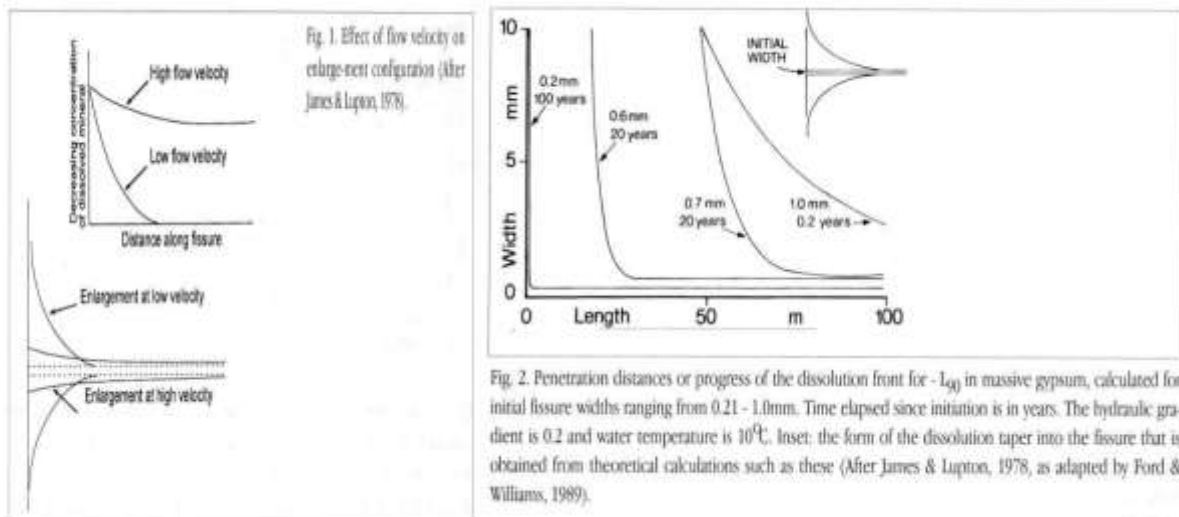 Fig. 1. Effect of flow velocity on
enlarge-ment configuration (After
James & Lupton, 1978).
High flow velocity
Low flow velocity
Decreasing concentration
of dissolved mineral
Distance along fissure
Enlargement at low velocity
Enlargement at high velocity
10
mm
5
Width
0
0.2mm
100 years
0.6mm
20 years
0.7 mm
20 years
1.0mm
0.2 years
INITIAL
WIDTH
0 Length 50 m 100
Fig. 2. Penetration distances or progress of the dissolution front for - L90 in massive gypsum, calculated for
initial fissure widths ranging from 0.21 - 1.0mm. Time elapsed since initiation is in years. The hydraulic gra-
dient is 0.2 and water temperature is 10°C. Inset: the form of the dissolution taper into the fissure that is
obtained from theoretical calculations such as these (After James & Lupton, 1978, as adapted by Ford &
Williams, 1989).